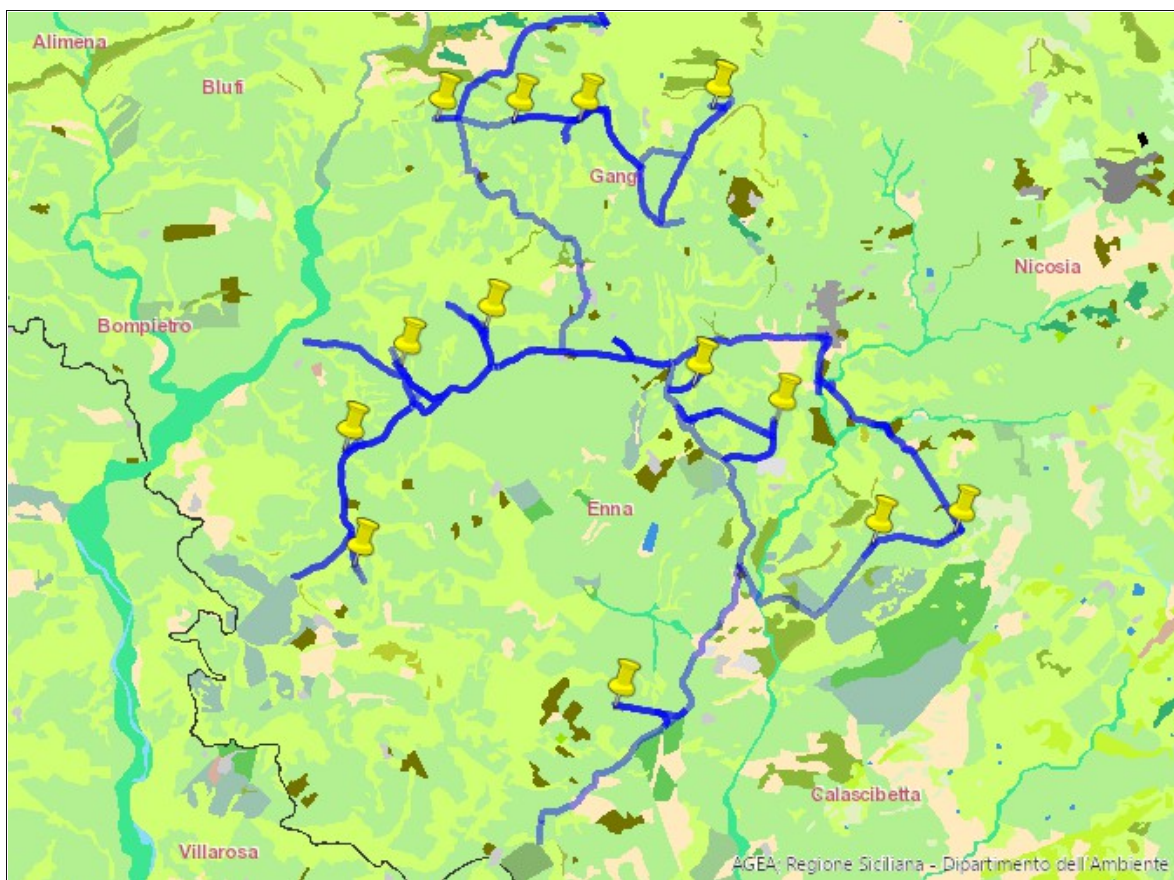 Alimena
Blufi
Gangi
Nicosia
Bompietro
Enna
Calascibetta
Villarosa
AGEA; Regione Siciliana - Dipartimento dell'Ambiente